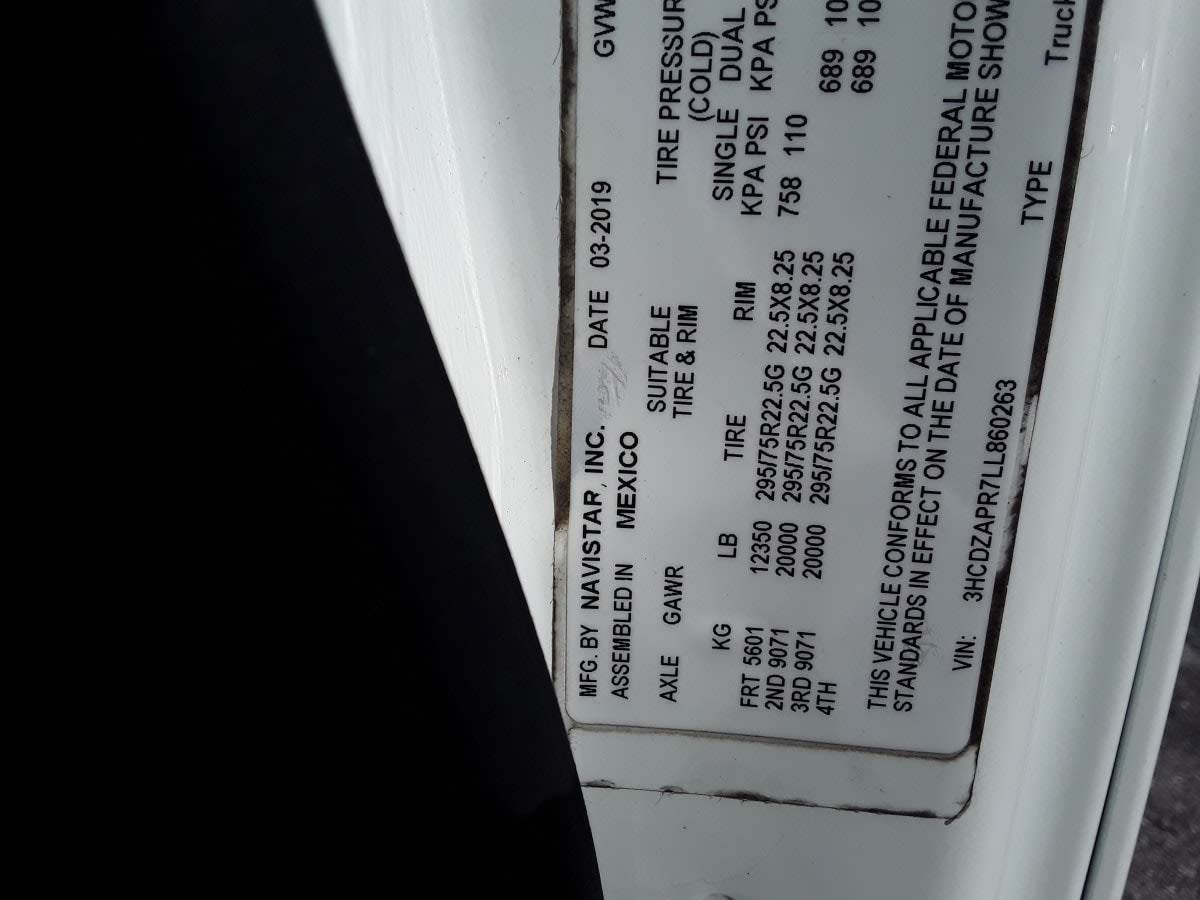 MFG. BY NAVISTAR, INC. DATE 03-2019 GVW
ASSEMBLED IN MEXICO
AXLE GAWR SUITABLE TIRE & RIM TIRE PRESSUR (COLD)
SINGLE DUAL
KG LB TIRE RIM KPA PSI KPA PS
FRT 5601 12350 295/75R22.5G 22.5X8.25 758 110
2ND 9071 20000 295/75R22.5G 22.5X8.25 689 10
3RD 9071 20000 295/75R22.5G 22.5X8.25 689 10
4TH
THIS VEHICLE CONFORMS TO ALL APPLICABLE FEDERAL MOTO
STANDARDS IN EFFECT ON THE DATE OF MANUFACTURE SHOW
VIN: 3HCDZAPR7LL860263 TYPE Truck